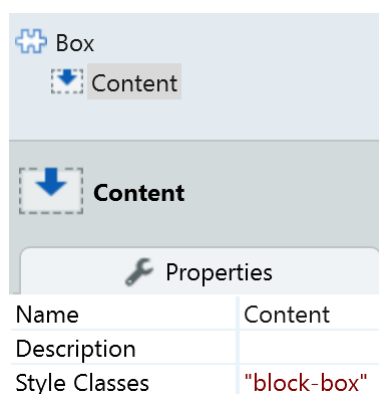 Box
Content
Content
Properties
Name Content
Description
Style Classes "block-box"